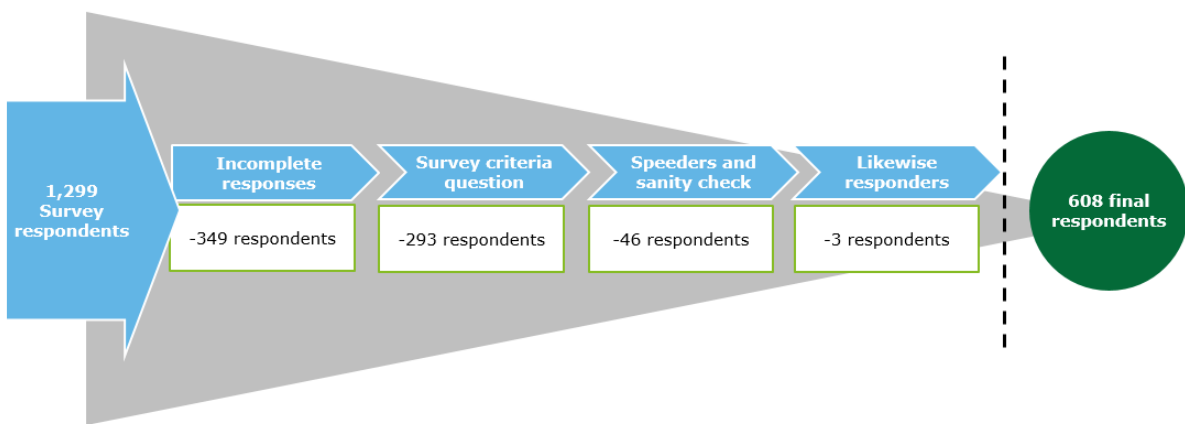 1,299
Survey
respondents
Incomplete
responses
-349 respondents
Survey criteria
question
-293 respondents
Speeders and
sanity check
-46 respondents
Likewise
responders
-3 respondents
608 final
respondents